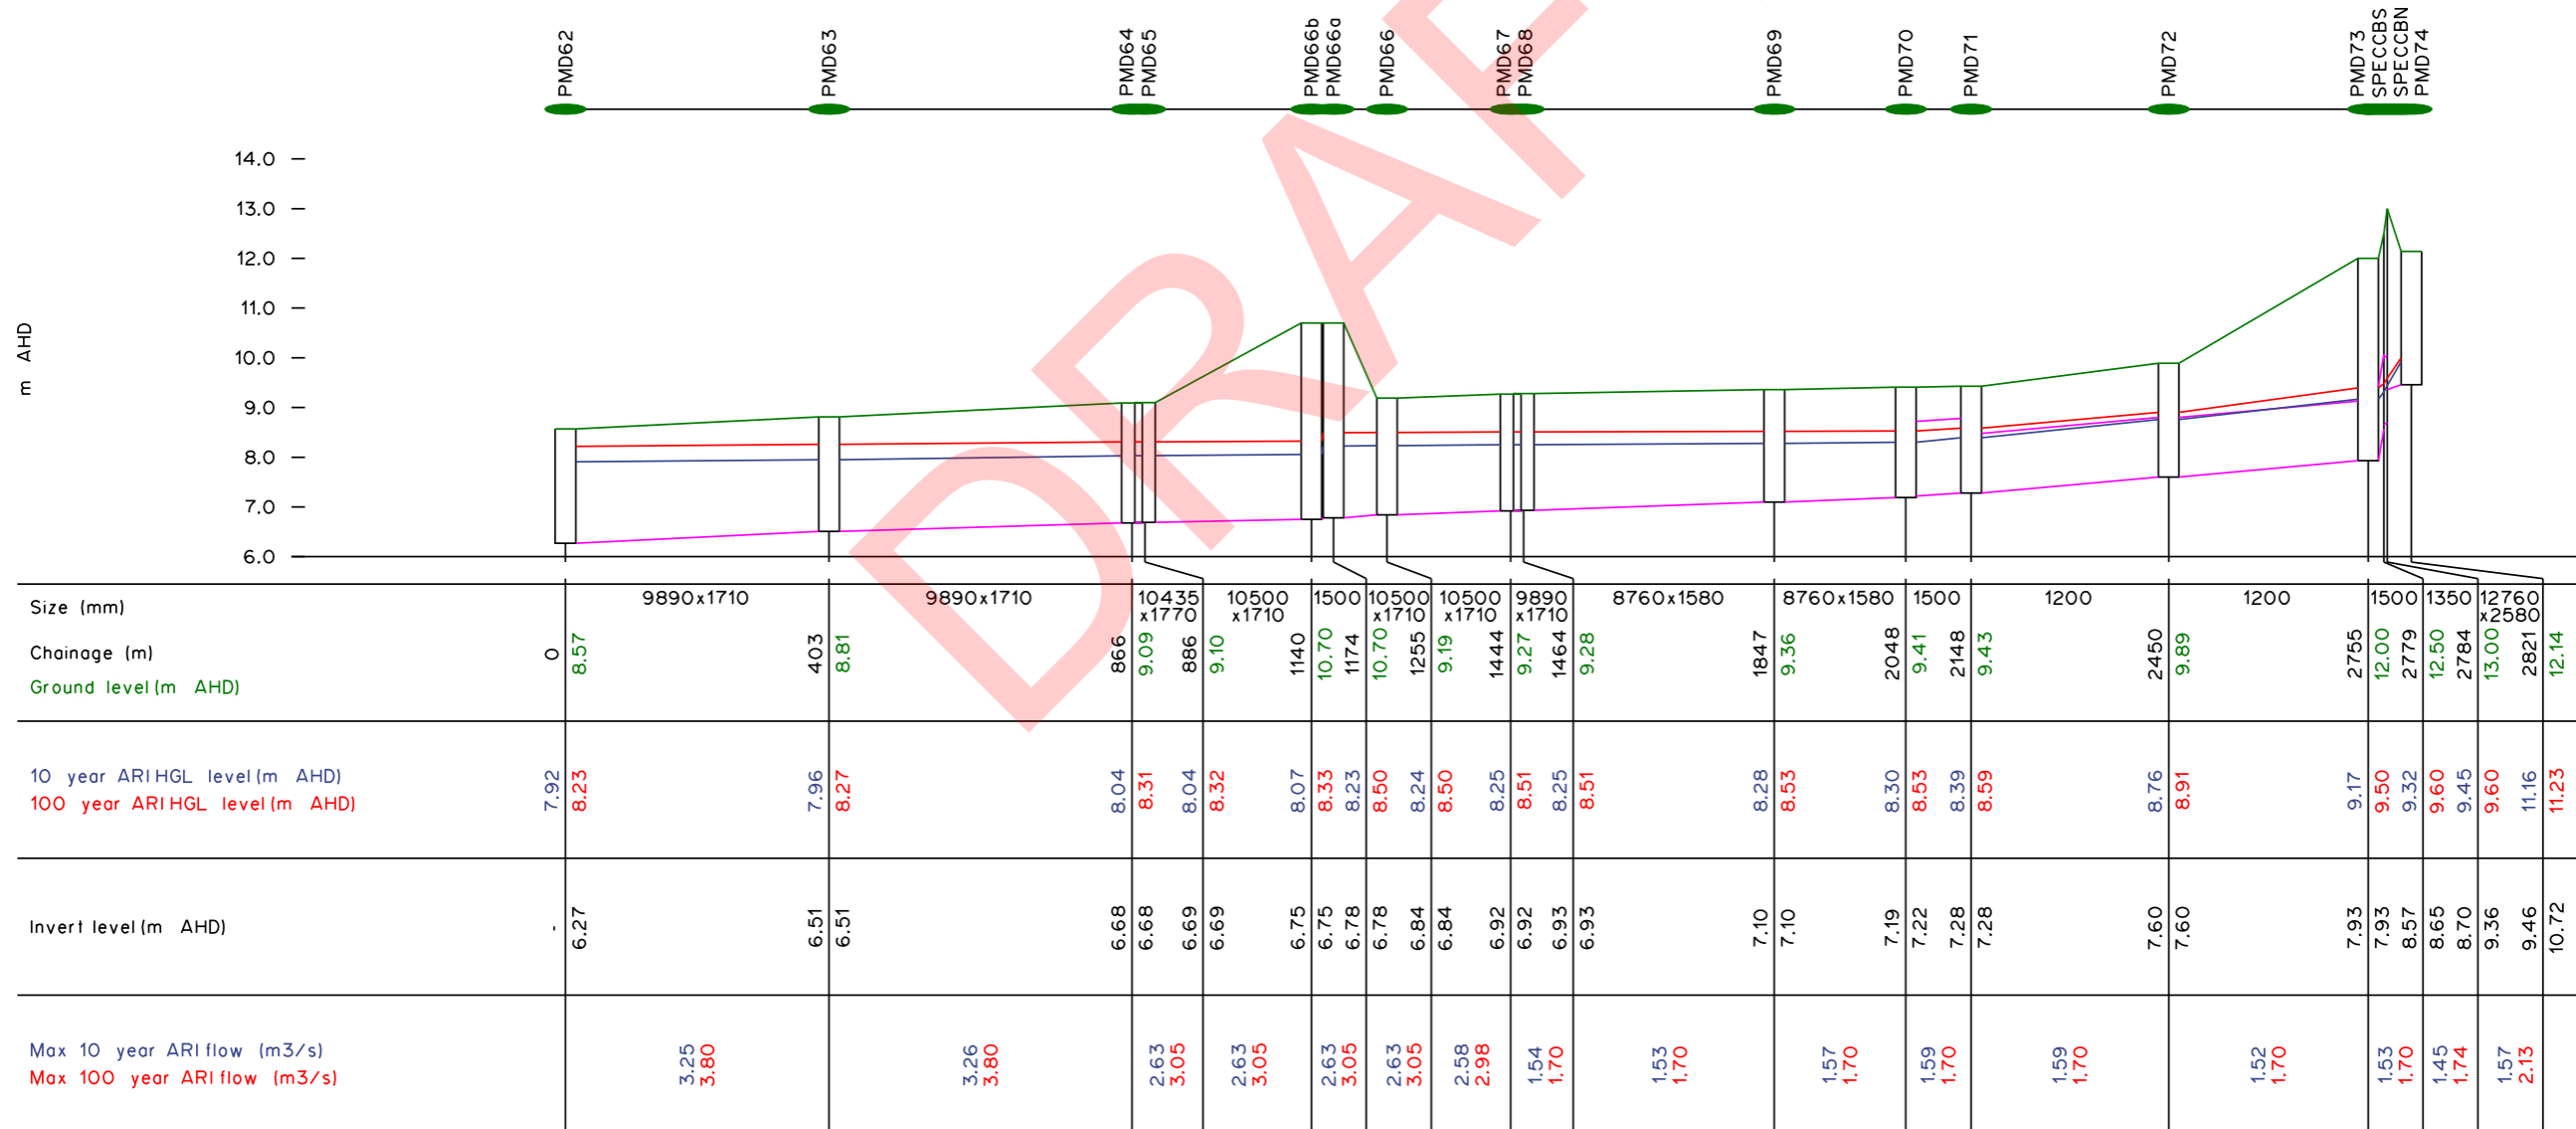 PMD62 PMD63 PMD64 PMD65 PMD66b PMD66a PMD66 PMD67 PMD68 PMD69 PMD70 PMD71 PMD72 PMD73 SPECCBS SPECCBN PMD74
DRAF
m AHD
14.0
13.0
12.0
11.0
10.0
9.0
8.0
7.0
6.0
Size (mm) 9890x1710 9890x1710 10435 x1770 10500 x1710 1500 10500 x1710 10500 x1710 9890 x1710 8760x1580 8760x1580 1500 1200 1200 1500 1350 12760 x2580
Chainage (m) 0 403 866 886 1140 1174 1255 1444 1464 1847 2048 2148 2450 2755 2779 2784 2821
Ground level (m AHD) 8.57 8.81 9.09 9.10 10.70 10.70 9.19 9.27 9.28 9.36 9.41 9.43 9.89 12.00 12.50 13.00 12.14
10 year ARI HGL level (m AHD) 7.92 7.96 8.04 8.04 8.07 8.23 8.24 8.25 8.25 8.28 8.30 8.39 8.76 9.17 9.32 9.45 11.16
100 year ARI HGL level (m AHD) 8.23 8.27 8.31 8.32 8.33 8.50 8.50 8.51 8.51 8.53 8.53 8.59 8.91 9.50 9.60 9.60 11.23
Invert level (m AHD) - 6.27 6.51 6.51 6.68 6.68 6.69 6.69 6.75 6.75 6.78 6.78 6.84 6.84 6.92 6.92 6.93 6.93 7.10 7.10 7.19 7.22 7.28 7.28 7.60 7.60 7.93 7.93 8.57 8.65 8.70 9.36 9.46 10.72
Max 10 year ARI flow (m3/s) 3.25 3.26 2.63 2.63 2.63 2.63 2.58 1.54 1.53 1.57 1.59 1.59 1.52 1.53 1.45 1.57
Max 100 year ARI flow (m3/s) 3.80 3.80 3.05 3.05 3.05 3.05 2.98 1.70 1.70 1.70 1.70 1.70 1.70 1.70 1.74 2.13